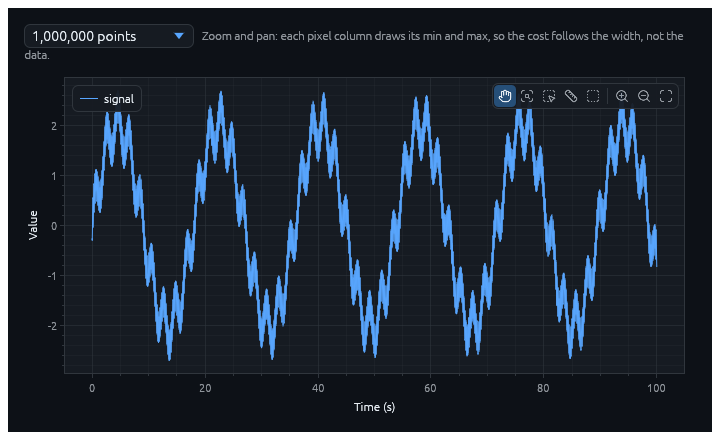 1,000,000 points
Zoom and pan: each pixel column draws its min and max, so the cost follows the width, not the
data.
signal
2
1
0
-1
-2
Value
0 20 40 60 80 100
Time (s)